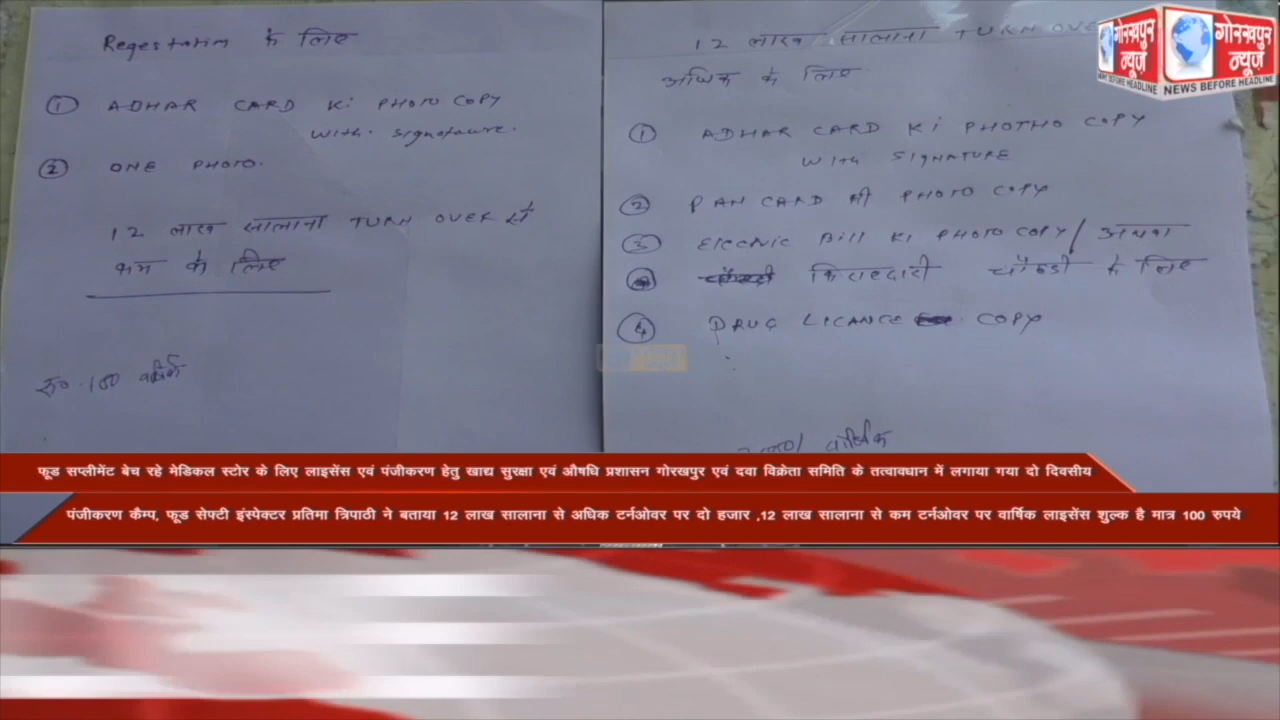 Regestration के लिए
① ADHAR CARD Ki PHOTO COPY
with signature.
② ONE PHOTO.
12 लाख सालाना TURN OVER से
कम के लिए
रु० 100 वार्षिक
12 लाख सालाना TURN OVE
अधिक के लिए
① ADHAR CARD Ki PHOTHO COPY
WITH SIGNATURE
② PAN CARD की PHOTO COPY
③ Electric Bill KI PHOTO COPY/ अथवा
किराएदारी के लिए
④ DRUG LICANCE COPY
वार्षिक
गोरखपुर
न्यूज़
NEWS BEFORE HEADLINE
फूड सप्लीमेंट बेच रहे मेडिकल स्टोर के लिए लाइसेंस एवं पंजीकरण हेतु खाद्य सुरक्षा एवं औषधि प्रशासन गोरखपुर एवं दवा विक्रेता समिति के तत्वाधान में लगाया गया दो दिवसीय
पंजीकरण कैम्प, फूड सेफ्टी इंस्पेक्टर प्रतिमा त्रिपाठी ने बताया 12 लाख सालाना से अधिक टर्नओवर पर दो हजार ,12 लाख सालाना से कम टर्नओवर पर वार्षिक लाइसेंस शुल्क है मात्र 100 रुपये